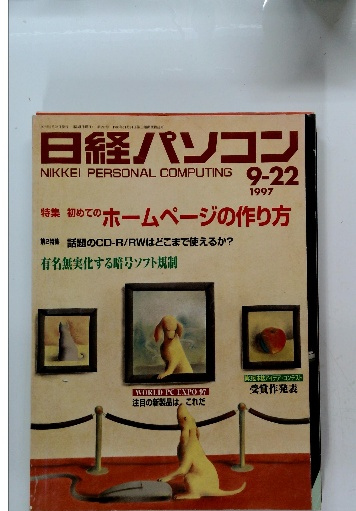 日経パソコン
NIKKEI PERSONAL COMPUTING
9-22
1997
特集 初めてのホームページの作り方
第2特集 話題のCD-R/RWはどこまで使えるか?
有名無実化する暗号ソフト規制
WORLD PC EXPO 97
注目の新製品は、これだ
受賞作発表